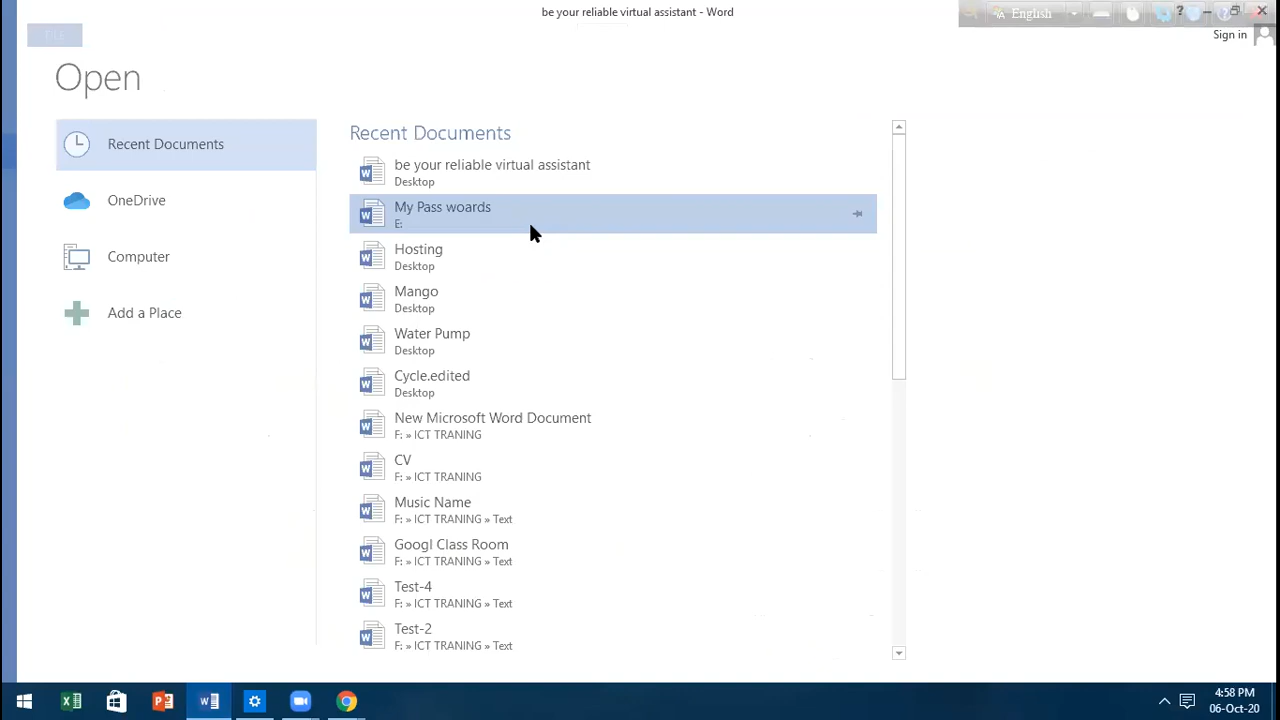 be your reliable virtual assistant - Word
English
Sign in
FILE
Open
Recent Documents
OneDrive
Computer
Add a Place
Recent Documents
be your reliable virtual assistant
Desktop
My Pass woards
E:
Hosting
Desktop
Mango
Desktop
Water Pump
Desktop
Cycle.edited
Desktop
New Microsoft Word Document
F: » ICT TRANING
CV
F: » ICT TRANING
Music Name
F: » ICT TRANING » Text
Googl Class Room
F: » ICT TRANING » Text
Test-4
F: » ICT TRANING » Text
Test-2
F: » ICT TRANING » Text
4:58 PM
06-Oct-20